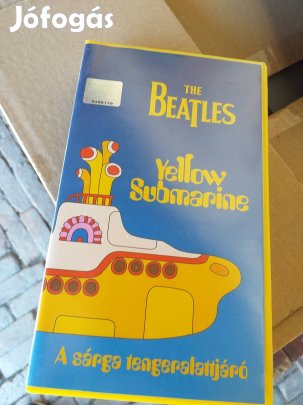 Jófogás
THE
BEATLES
Yellow
Submarine
A sárga tengeralattjáró